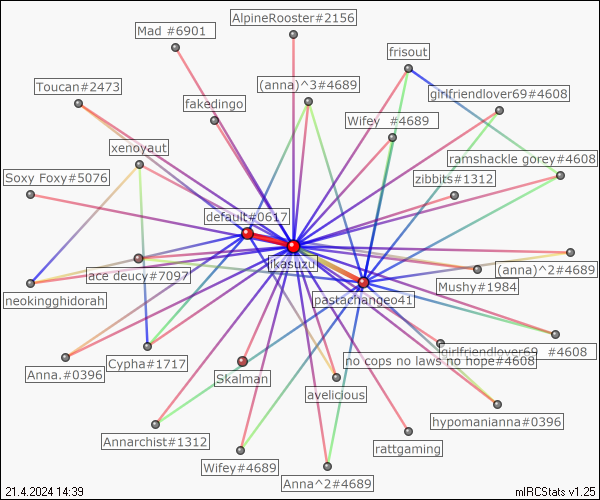 AlpineRooster#2156
Mad #6901
frisout
Toucan#2473
(anna)^3#4689
girlfriendlover69#4608
fakedingo
Wifey #4689
xenoyaut
ramshackle gorey#4608
Soxy Foxy#5076
zibbits#1312
default#0617
ikasuzu
(anna)^2#4689
ace deucy#7097
Mushy#1984
neokingghidorah
pastachangeo41
girlfriendlover69 #4608
no cops no laws no hope#4608
Cypha#1717
Anna.#0396
Skalman
avelicious
hypomanianna#0396
Annarchist#1312
rattgaming
Wifey#4689
Anna^2#4689
21.4.2024 14:39
mIRCStats v1.25